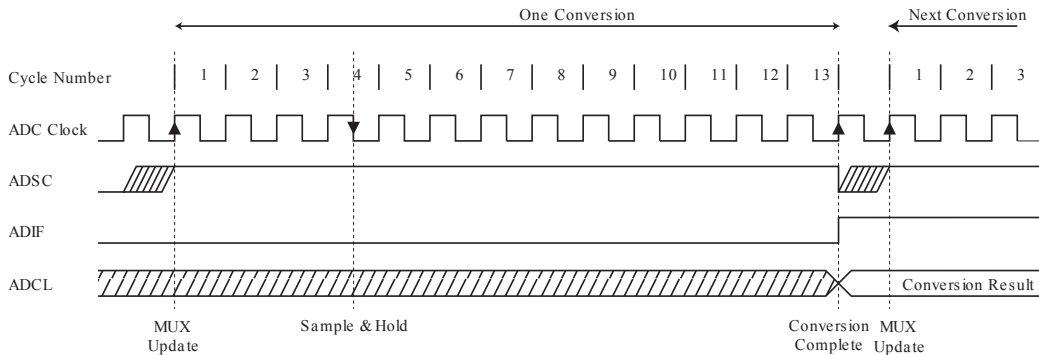 One Conversion
Next Conversion
Cycle Number 1 2 3 4 5 6 7 8 9 10 11 12 13 1 2 3
ADC Clock
ADSC
ADIF
ADCL
Conversion Result
MUX
Update
Sample & Hold
Conversion
Complete
MUX
Update